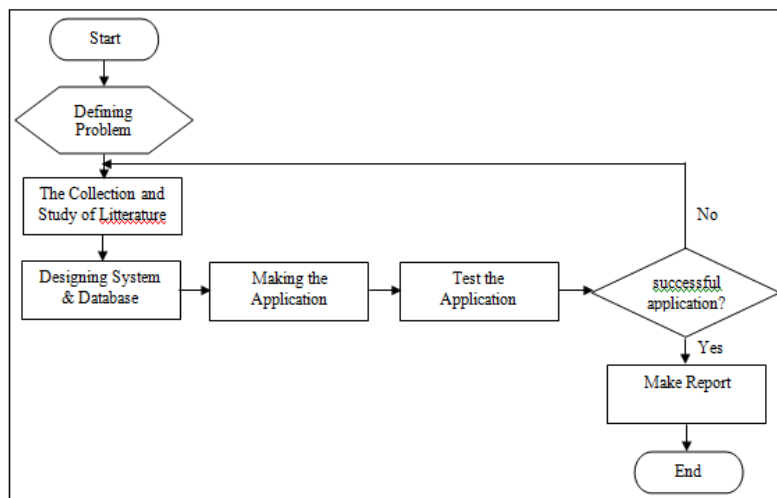 Start
Defining
Problem
The Collection and
Study of Litterature
No
Designing System
& Database
Making the
Application
Test the
Application
successful
application?
Yes
Make Report
End